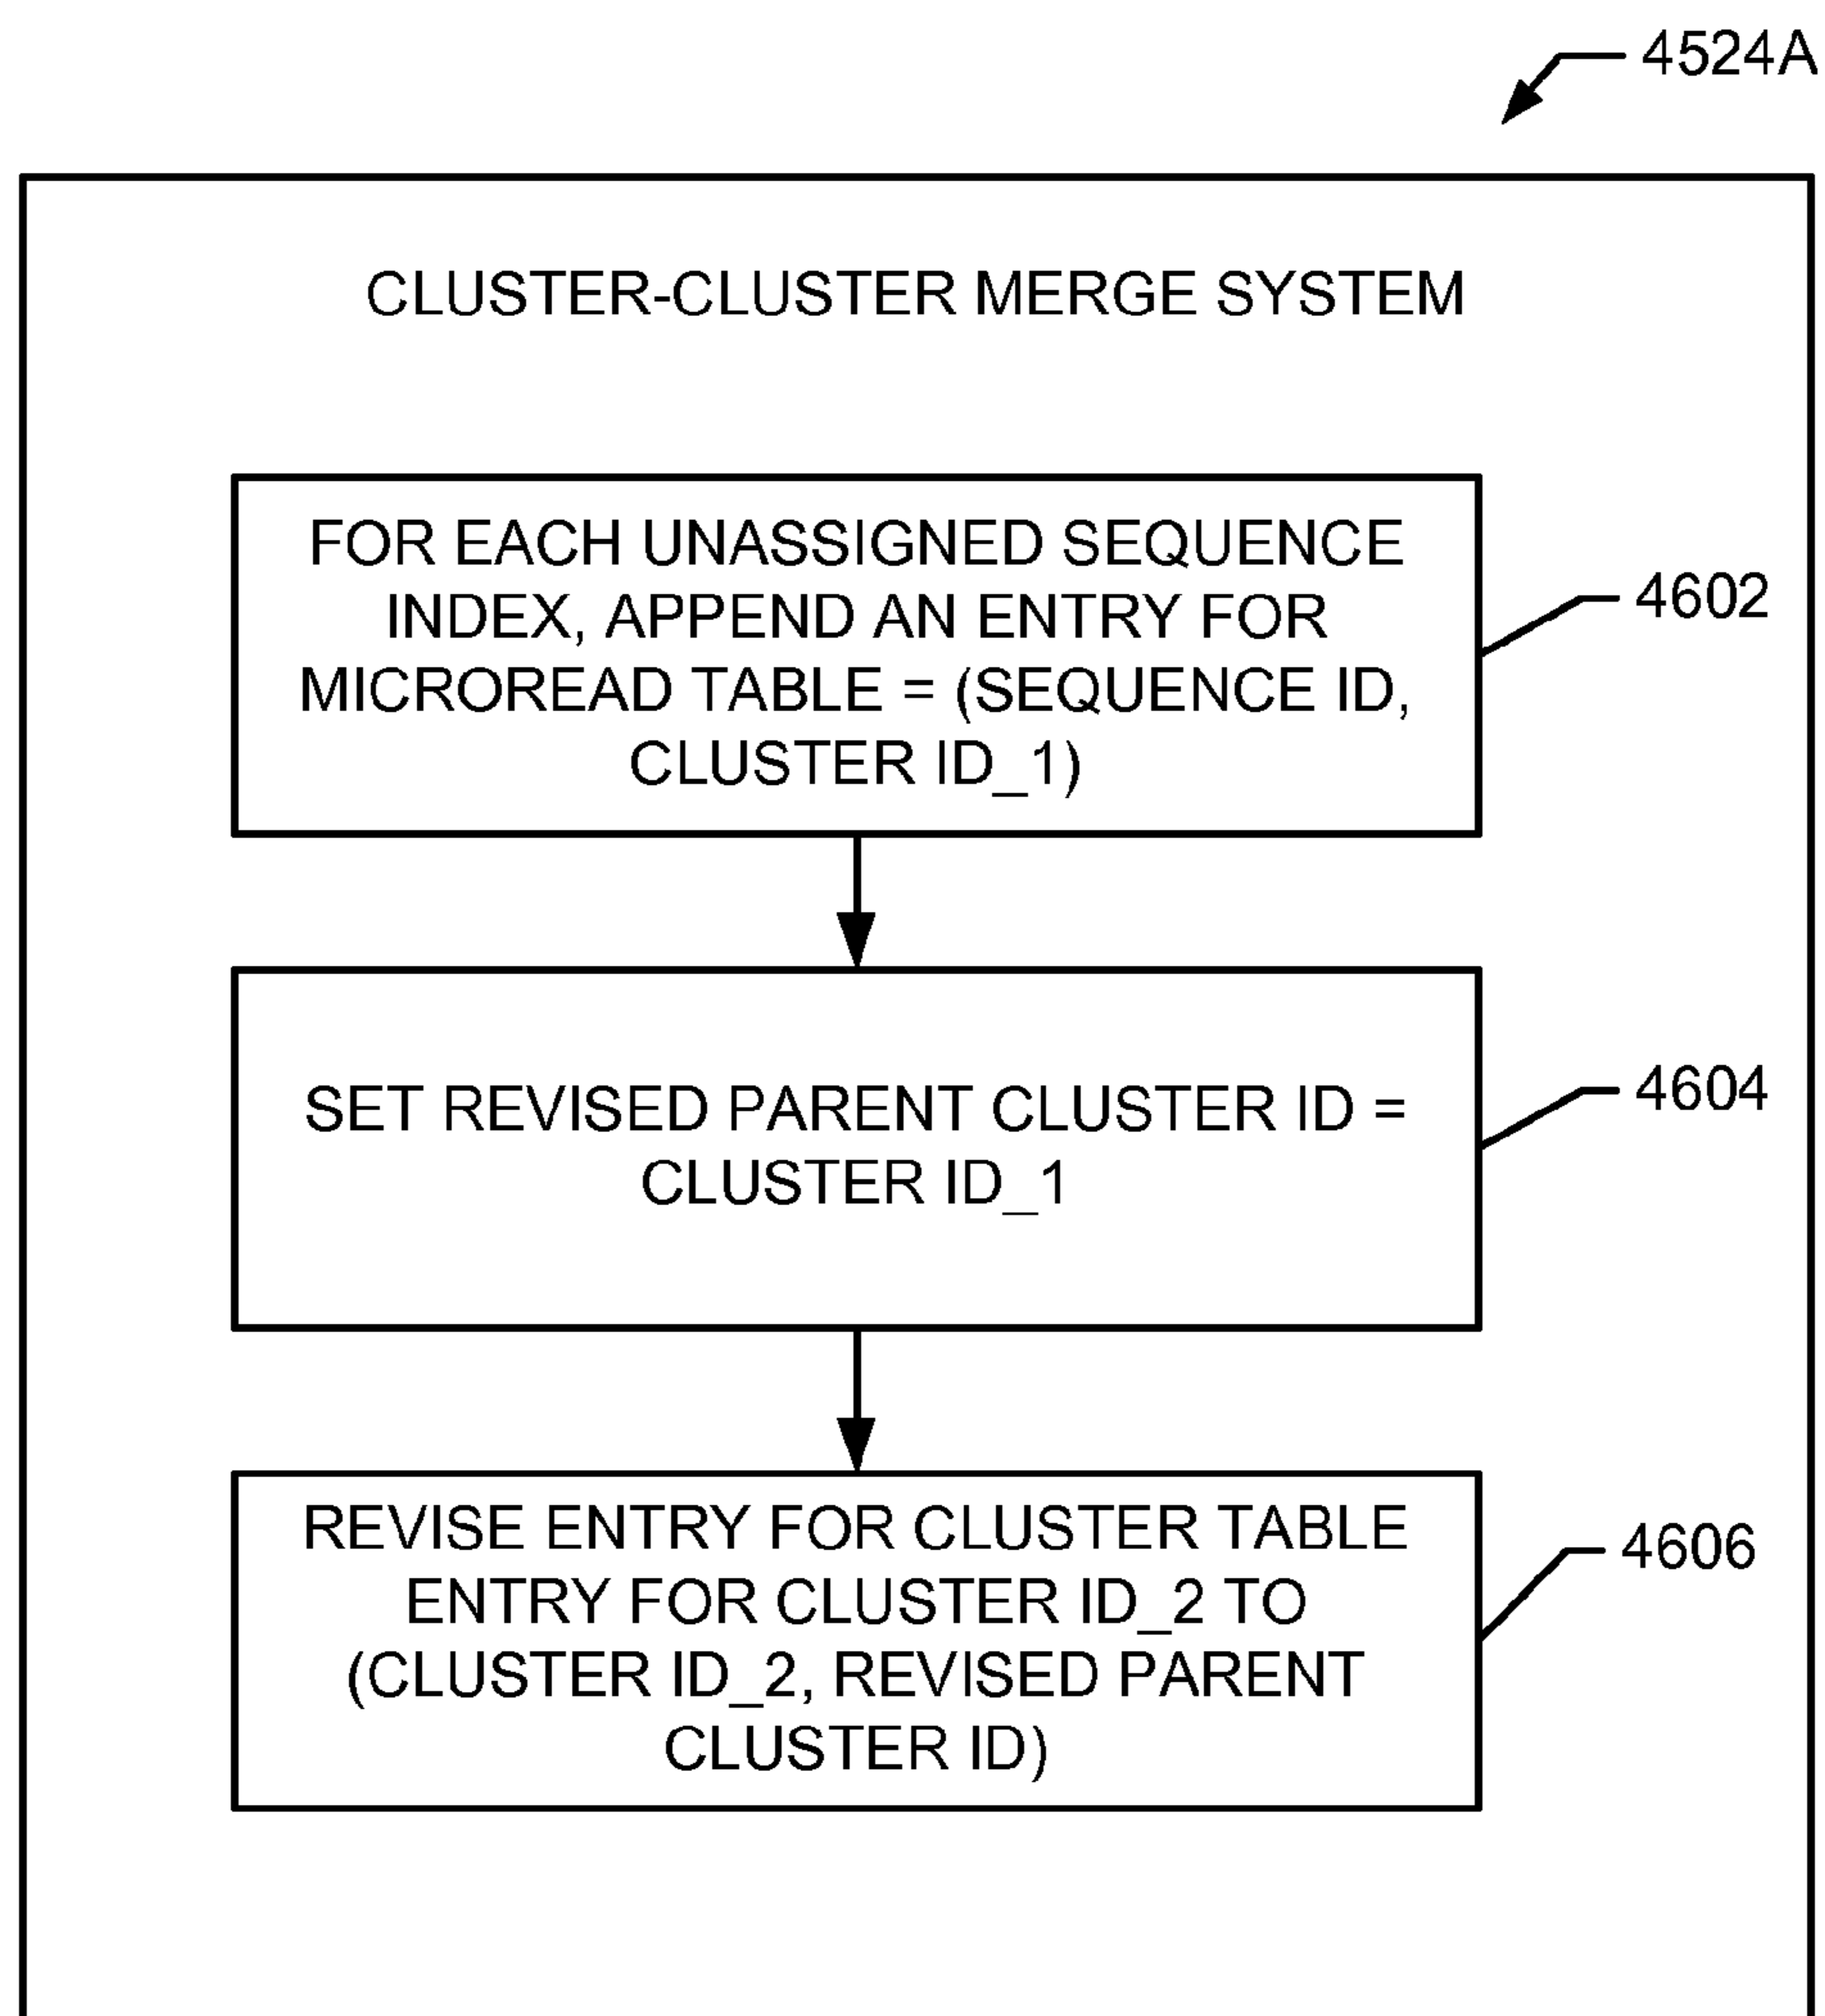 4524A
CLUSTER-CLUSTER MERGE SYSTEM
FOR EACH UNASSIGNED SEQUENCE
INDEX, APPEND AN ENTRY FOR
MICROREAD TABLE = (SEQUENCE ID,
CLUSTER ID_1)
4602
SET REVISED PARENT CLUSTER ID =
CLUSTER ID_1
4604
REVISE ENTRY FOR CLUSTER TABLE
ENTRY FOR CLUSTER ID_2 TO
(CLUSTER ID_2, REVISED PARENT
CLUSTER ID)
4606